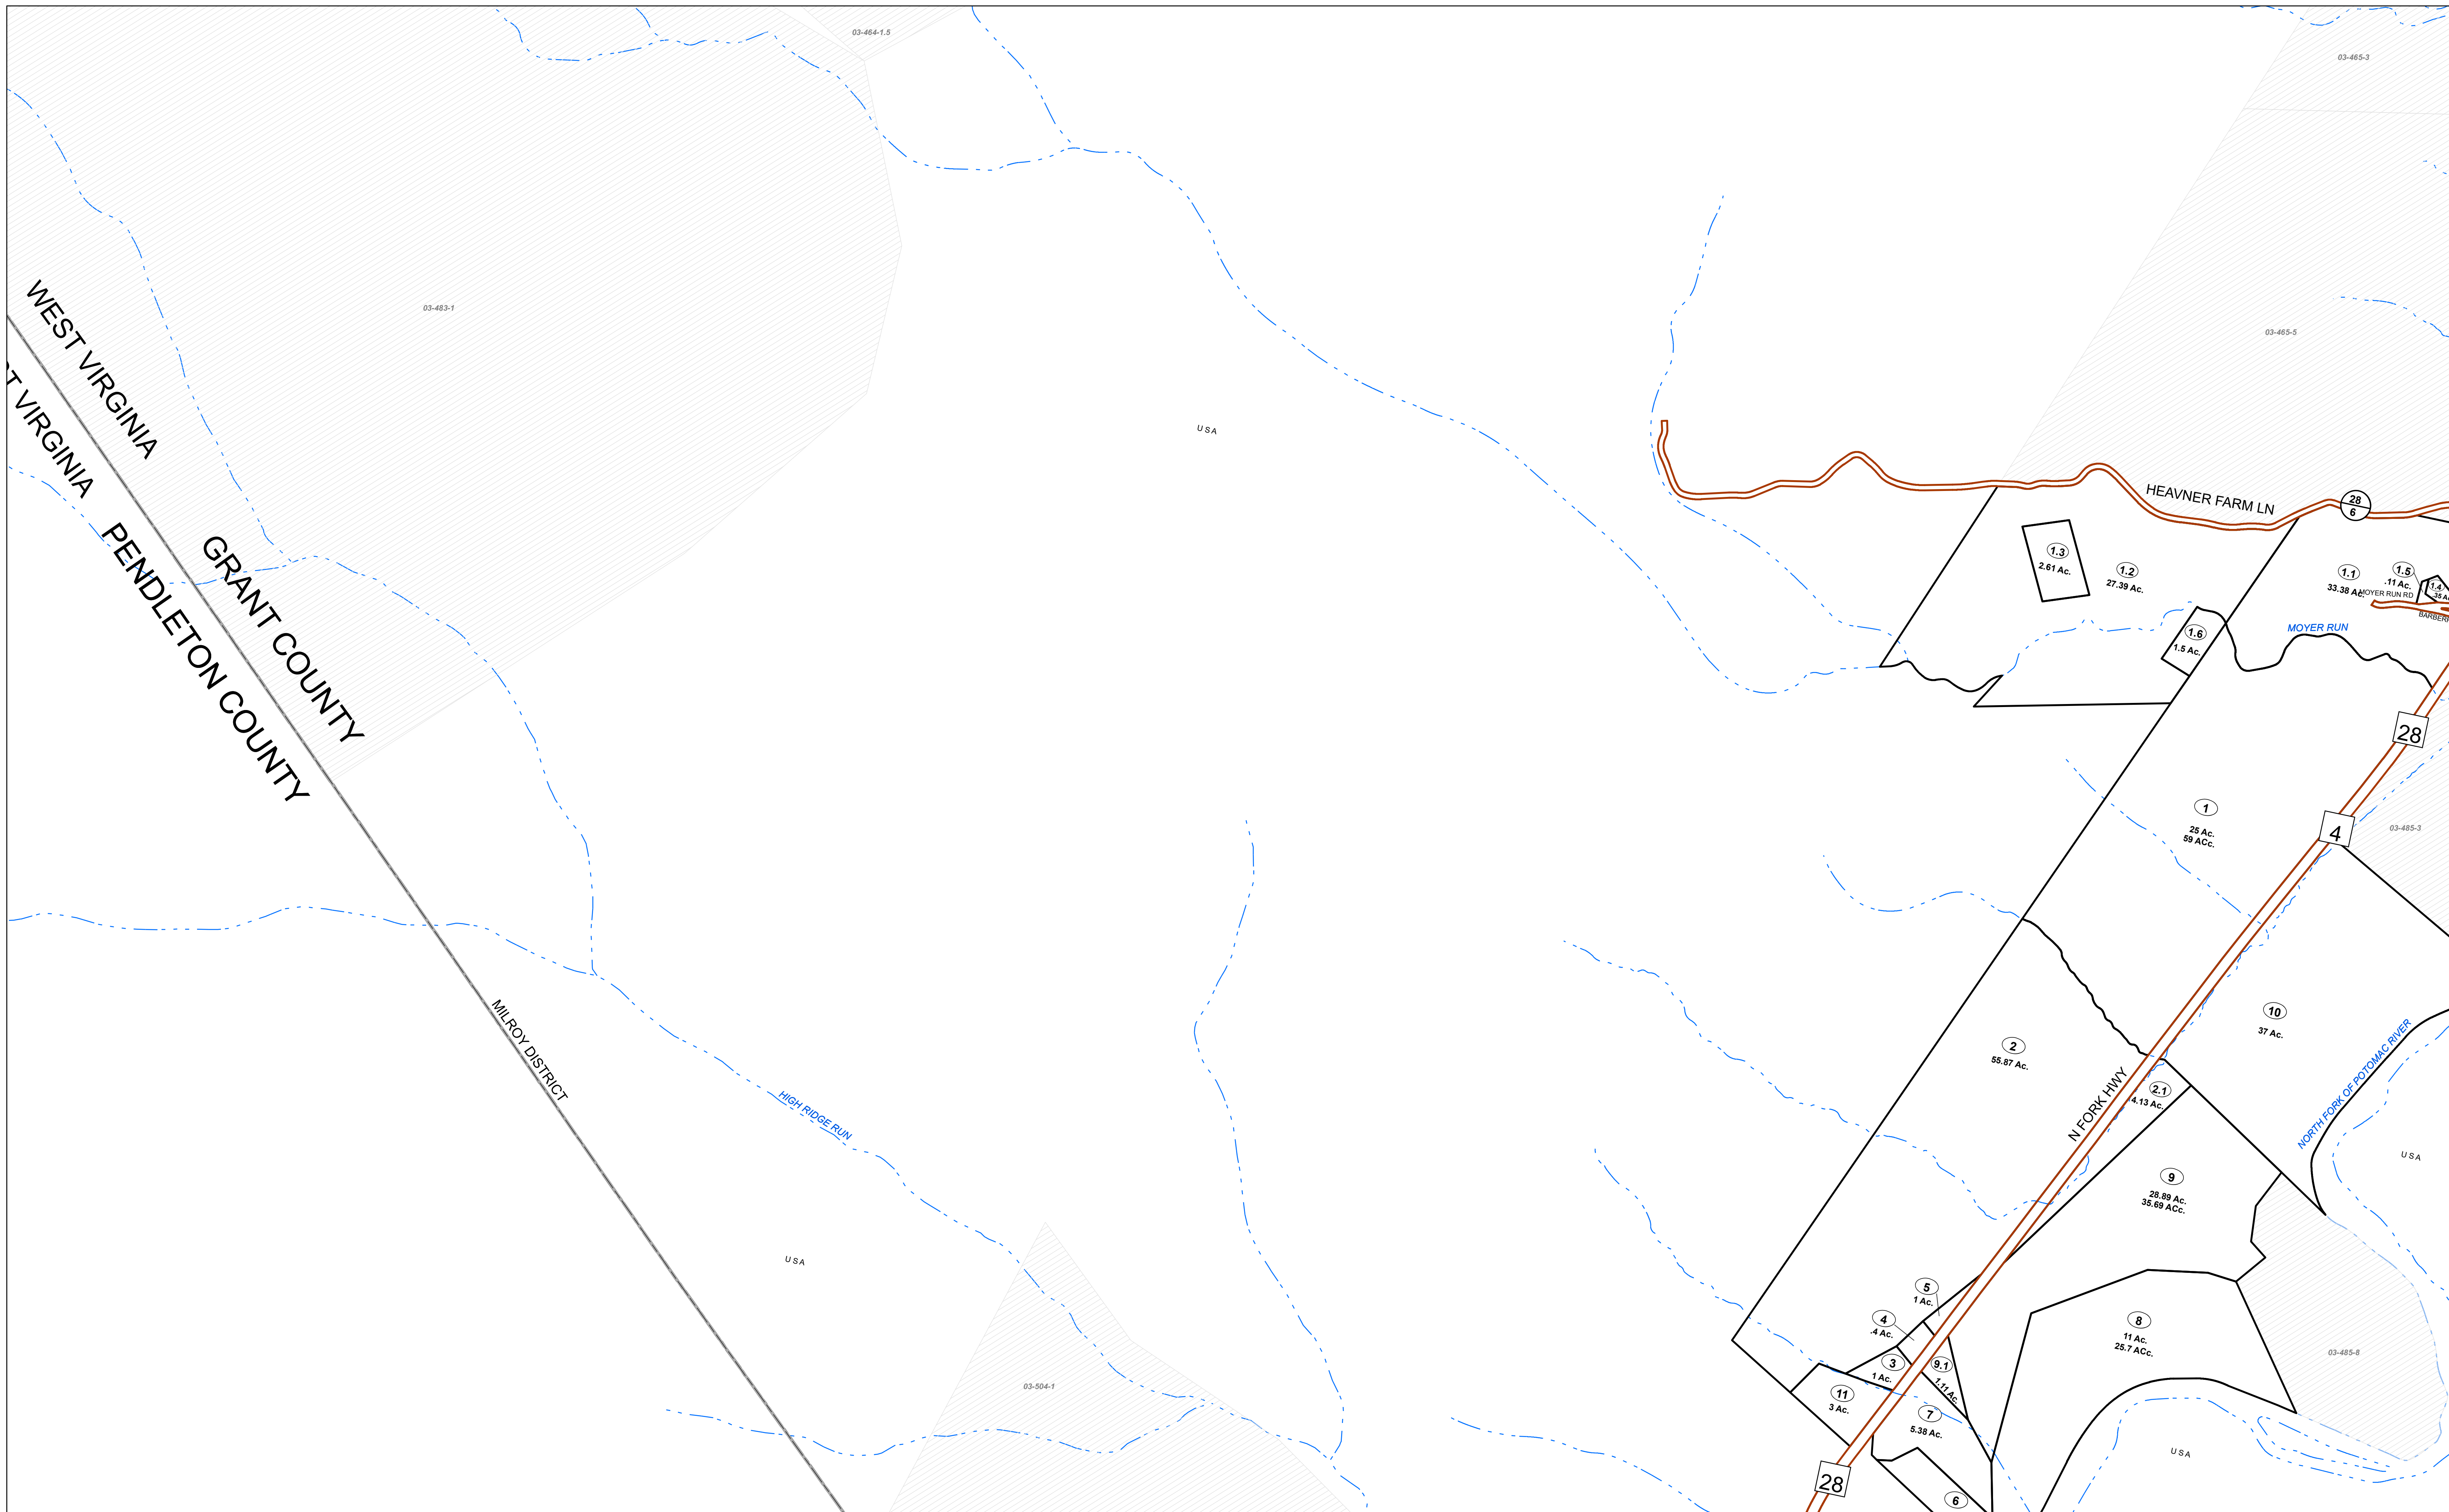 03-464-1.5
03-465-3
03-483-1
03-465-5
WEST VIRGINIA
VIRGINIA
GRANT COUNTY
PENDLETON COUNTY
USA
HEAVNER FARM LN
28
6
1.3
2.61 Ac.
1.2
27.39 Ac.
1.1
33.38 Ac.
1.5
.11 Ac.
1.4
.35 A
MOYER RUN RD
MOYER RUN
1.6
1.5 Ac.
28
1
25 Ac.
59 ACc.
4
03-485-3
MILROY DISTRICT
HIGH RIDGE RUN
2
55.87 Ac.
10
37 Ac.
NORTH FORK OF POTOMAC RIVER
N FORK HWY
2.1
4.13 Ac.
USA
9
28.89 Ac.
35.69 ACc.
USA
5
1 Ac.
4
.4 Ac.
8
11 Ac.
25.7 ACc.
03-485-8
3
1 Ac.
9.1
1.11 Ac.
03-504-1
11
3 Ac.
7
5.38 Ac.
USA
28
6